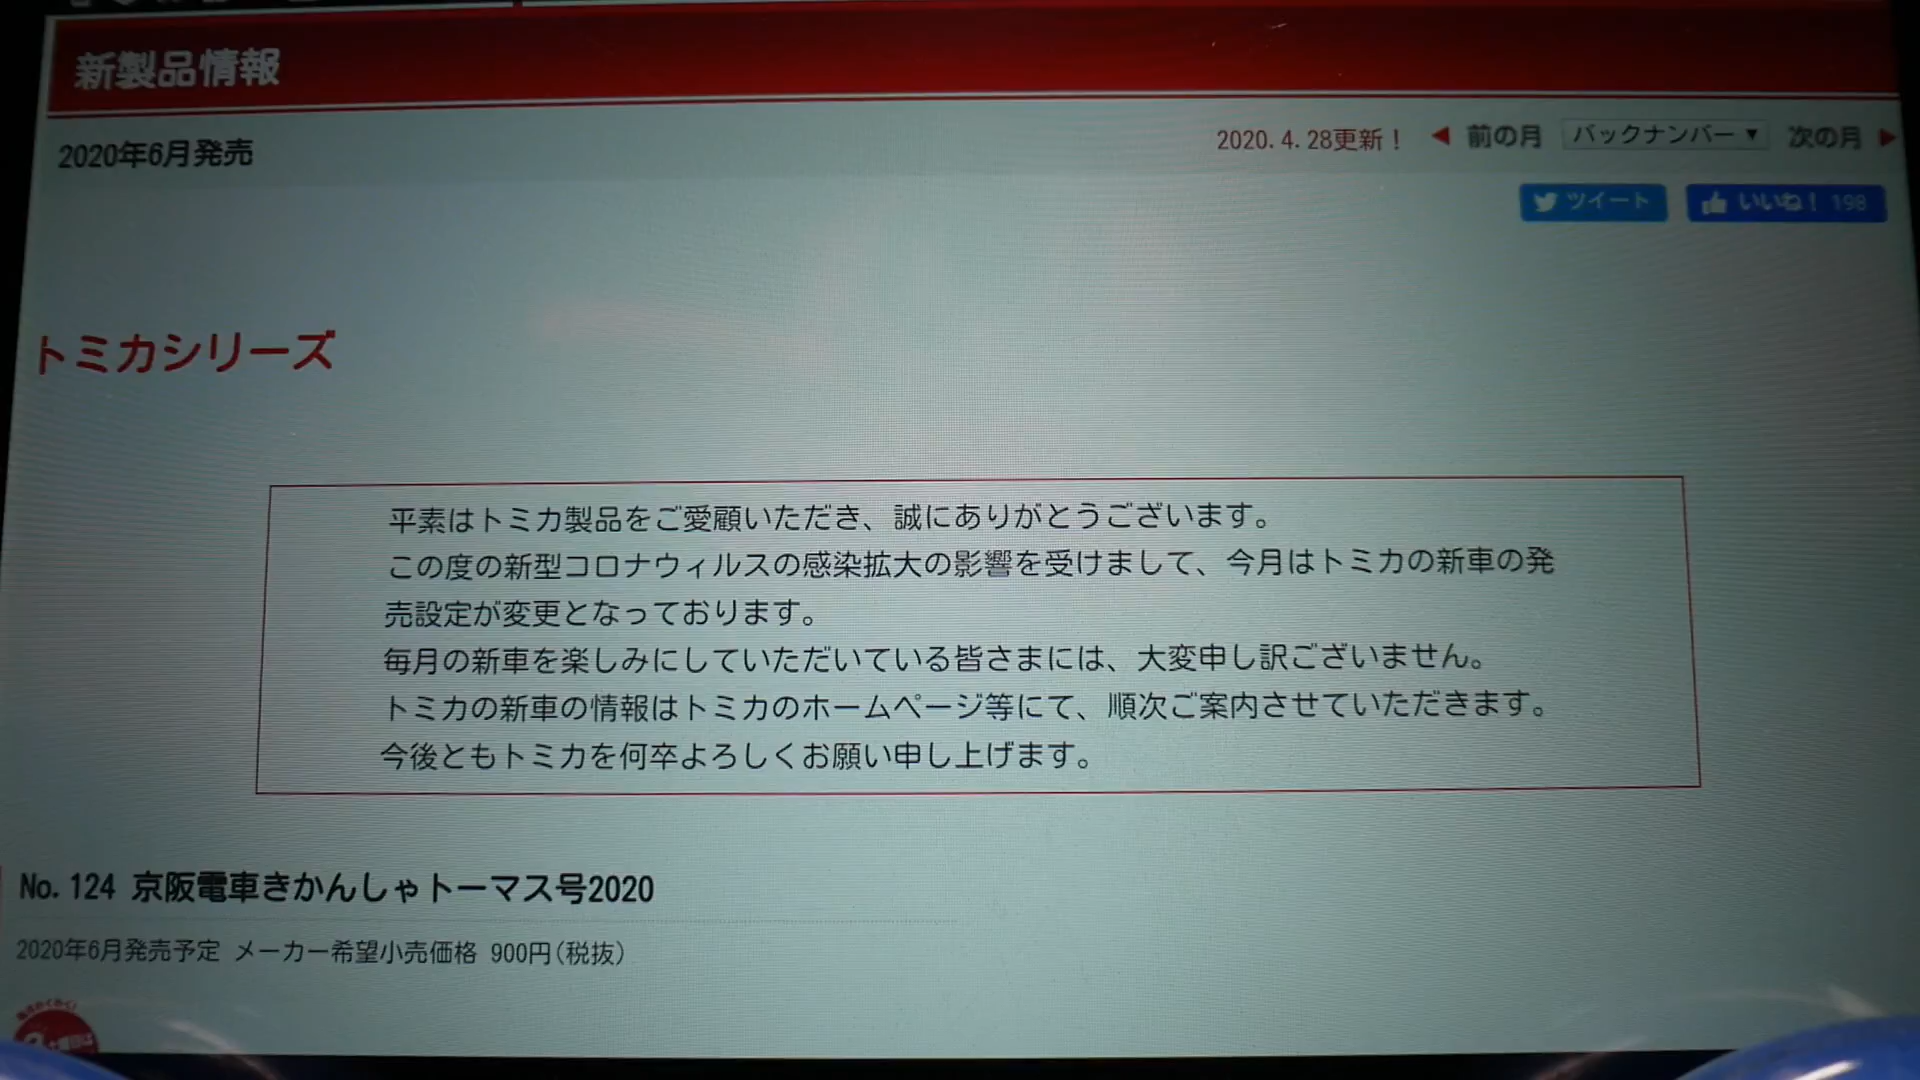 新製品情報
2020年6月発売
2020.4.28更新！ ◀ 前の月 バックナンバー ▼ 次の月 ▶
ツイート いいね！ 198
トミカシリーズ
平素はトミカ製品をご愛顧いただき、誠にありがとうございます。
この度の新型コロナウィルスの感染拡大の影響を受けまして、今月はトミカの新車の発
売設定が変更となっております。
毎月の新車を楽しみにしていただいている皆さまには、大変申し訳ございません。
トミカの新車の情報はトミカのホームページ等にて、順次ご案内させていただきます。
今後ともトミカを何卒よろしくお願い申し上げます。
No.124 京阪電車きかんしゃトーマス号2020
2020年6月発売予定 メーカー希望小売価格 900円(税抜)